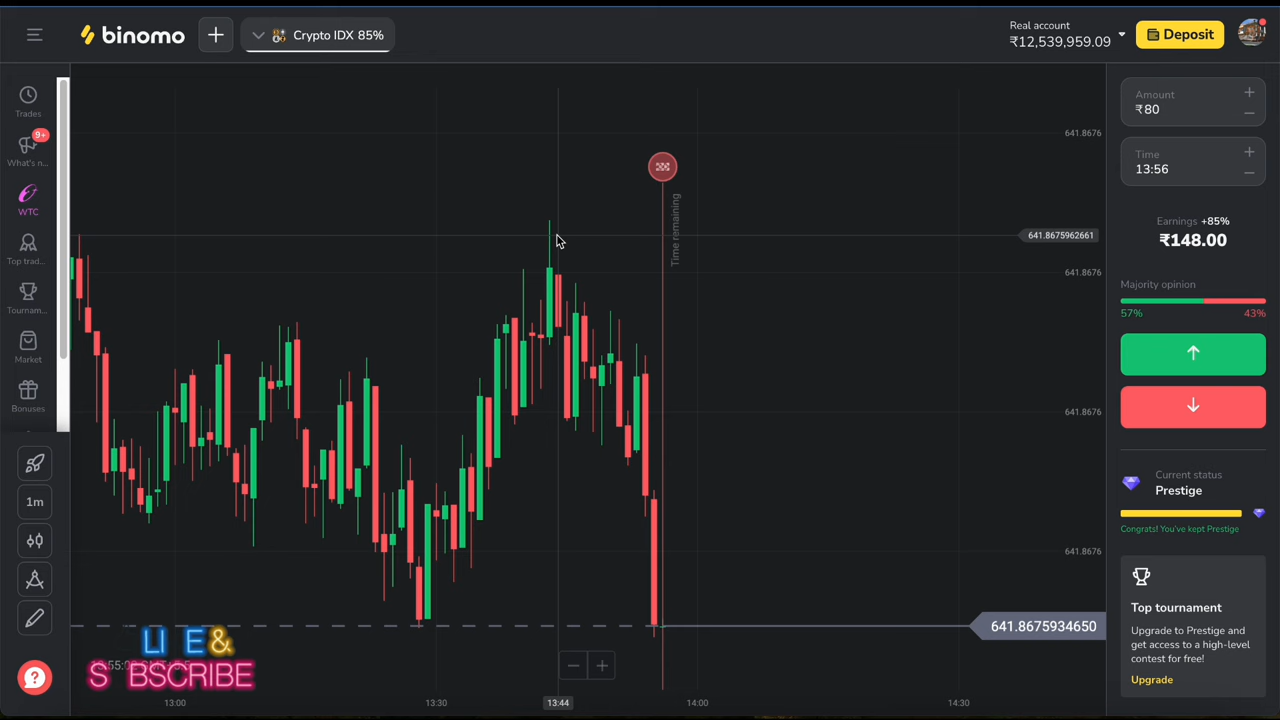 binomo
+
Crypto IDX 85%
Real account
₹12,539,959.09
Deposit
Trades
9+
What's n...
WTC
Top trad...
Tournam...
Market
Bonuses
1m
641.8676
641.8675962661
641.8676
641.8676
641.8676
641.8675934650
Time remaining
LI E&
S BSCRIBE
13:00
13:30
13:44
14:00
14:30
Amount
₹80
Time
13:56
Earnings +85%
₹148.00
Majority opinion
57%
43%
Current status
Prestige
Congrats! You've kept Prestige
Top tournament
Upgrade to Prestige and
get access to a high-level
contest for free!
Upgrade